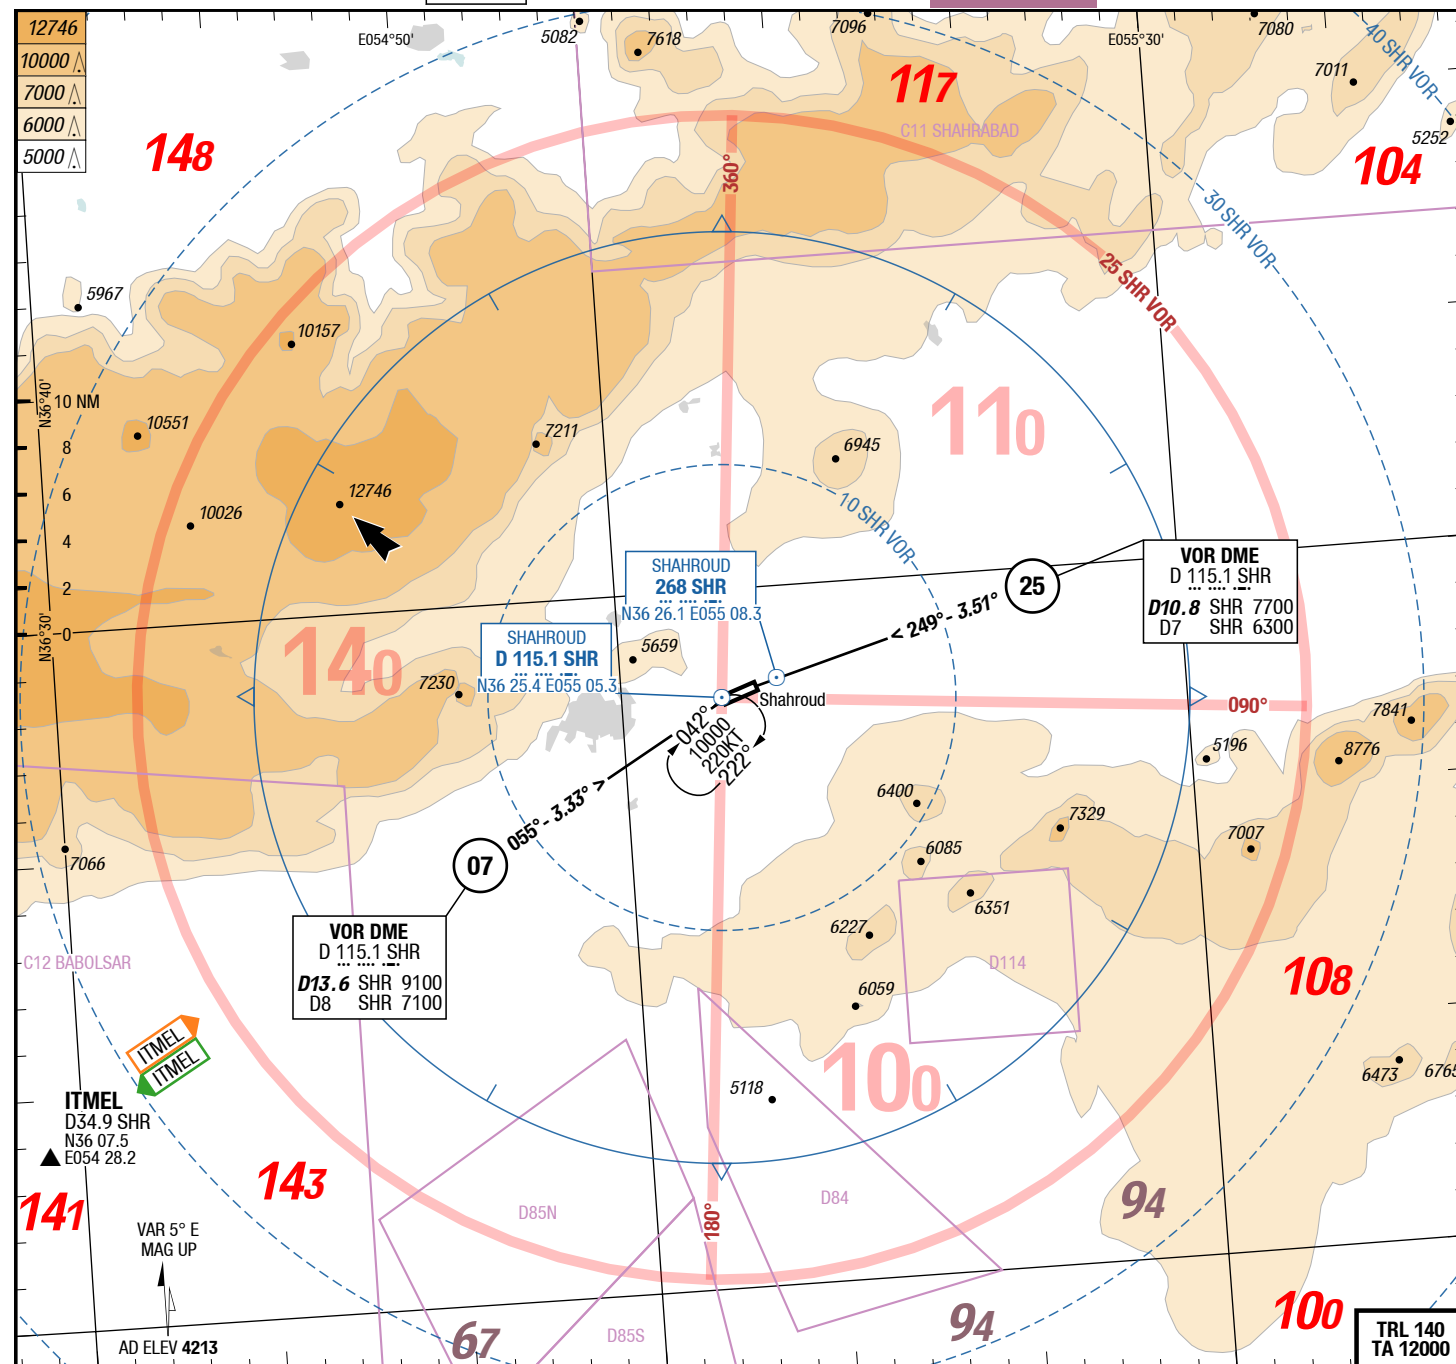 12746
10000
7000
6000
5000
E054°50'
5082
7618
7096
E055°30'
7080
7011
40 SHR VOR
5252
148
117
C11 SHAHRABAD
104
360°
30 SHR VOR
25 SHR VOR
5967
10157
N36°40'
10 NM
8
6
4
2
0
N36°30'
10551
7211
6945
110
12746
10026
10 SHR VOR
SHAHROUD
268 SHR
N36 26.1 E055 08.3
SHAHROUD
D 115.1 SHR
N36 25.4 E055 05.3
5659
< 249° - 3.51°
25
VOR DME
D 115.1 SHR
D10.8 SHR 7700
D7 SHR 6300
140
7230
Shahroud
090°
7841
5196
8776
042°
10000
220KT
222°
055° - 3.33° >
07
6400
7329
7007
6085
6351
7066
6227
6059
D114
VOR DME
D 115.1 SHR
D13.6 SHR 9100
D8 SHR 7100
C12 BABOLSAR
108
ITMEL
ITMEL
ITMEL
D34.9 SHR
N36 07.5
E054 28.2
5118
100
6473
6765
141
143
D85N
180°
D84
94
VAR 5° E
MAG UP
AD ELEV 4213
67
D85S
94
100
TRL 140
TA 12000